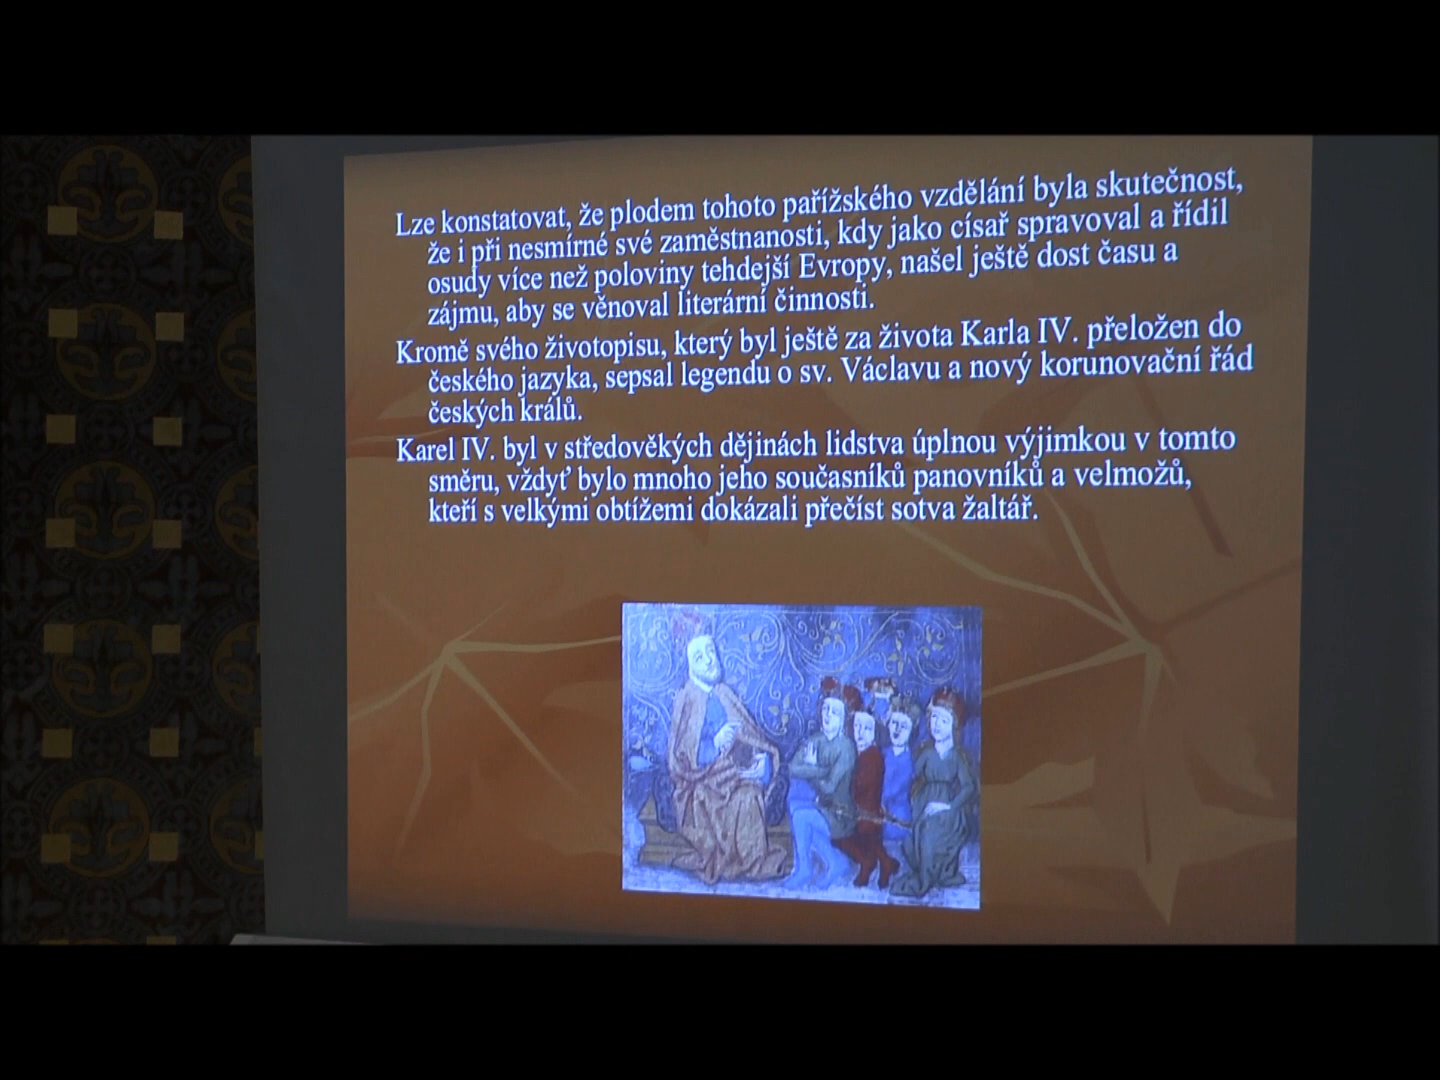 Lze konstatovat, že plodem tohoto pařížského vzdělání byla skutečnost,
že i při nesmírné své zaměstnanosti, kdy jako císař spravoval a řídil
osudy více než poloviny tehdejší Evropy, našel ještě dost času a
zájmu, aby se věnoval literární činnosti.
Kromě svého životopisu, který byl ještě za života Karla IV. přeložen do
českého jazyka, sepsal legendu o sv. Václavu a nový korunovační řád
českých králů.
Karel IV. byl v středověkých dějinách lidstva úplnou výjimkou v tomto
směru, vždyť bylo mnoho jeho současníků panovníků a velmožů,
kteří s velkými obtížemi dokázali přečíst sotva žaltář.